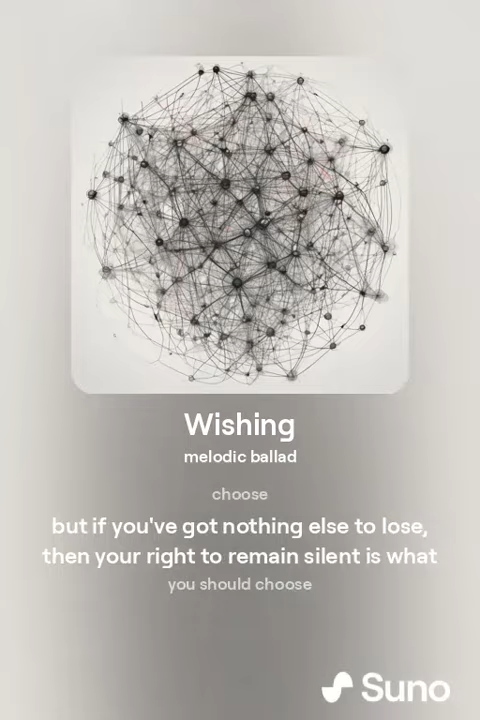 Wishing
melodic ballad
choose
but if you've got nothing else to lose,
then your right to remain silent is what
you should choose
Suno